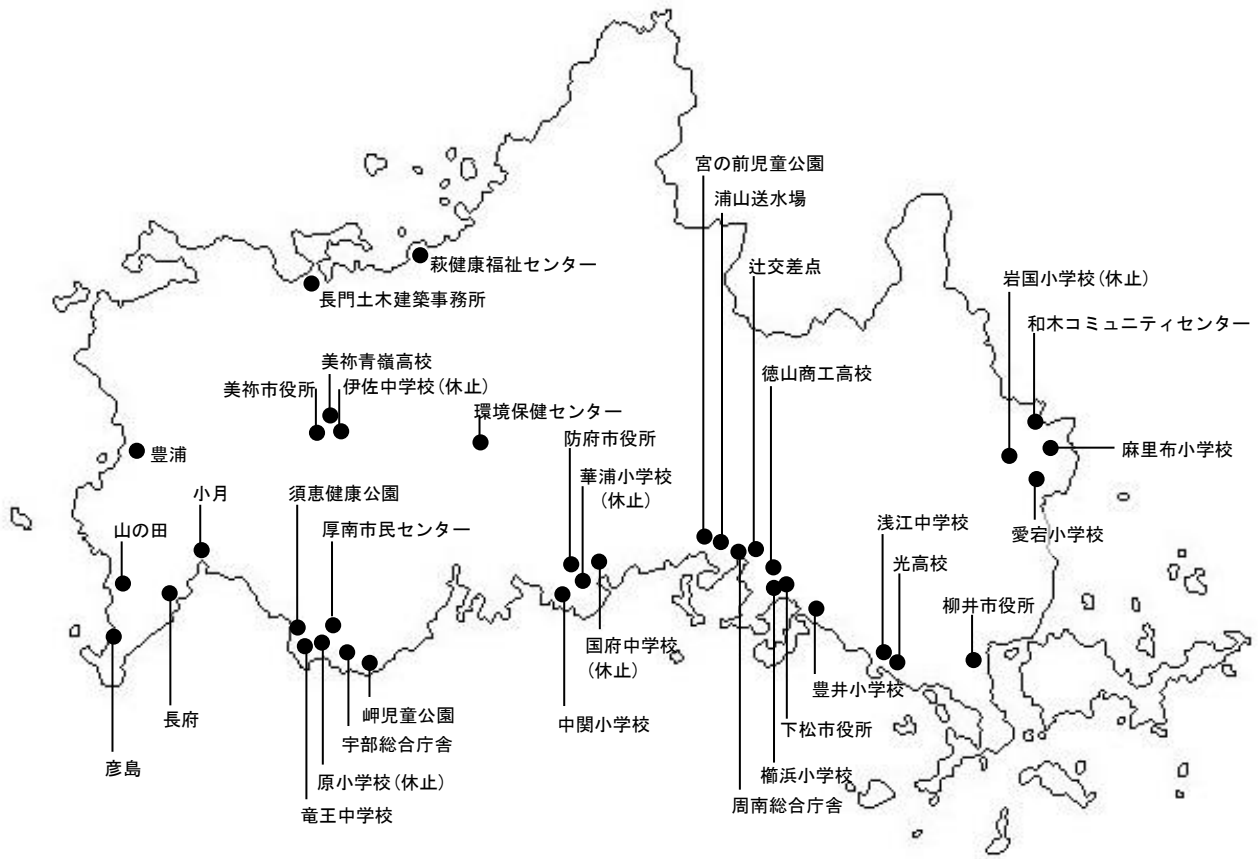 宮の前児童公園
浦山送水場
萩健康福祉センター
辻交差点
岩国小学校(休止)
長門土木建築事務所
和木コミュニティセンター
美祢青嶺高校
徳山商工高校
美祢市役所
伊佐中学校(休止)
環境保健センター
防府市役所
豊浦
麻里布小学校
華浦小学校
(休止)
小月
須恵健康公園
山の田
厚南市民センター
浅江中学校
愛宕小学校
光高校
柳井市役所
国府中学校
(休止)
豊井小学校
長府
岬児童公園
中関小学校
下松市役所
宇部総合庁舎
彦島
櫛浜小学校
原小学校(休止)
周南総合庁舎
竜王中学校